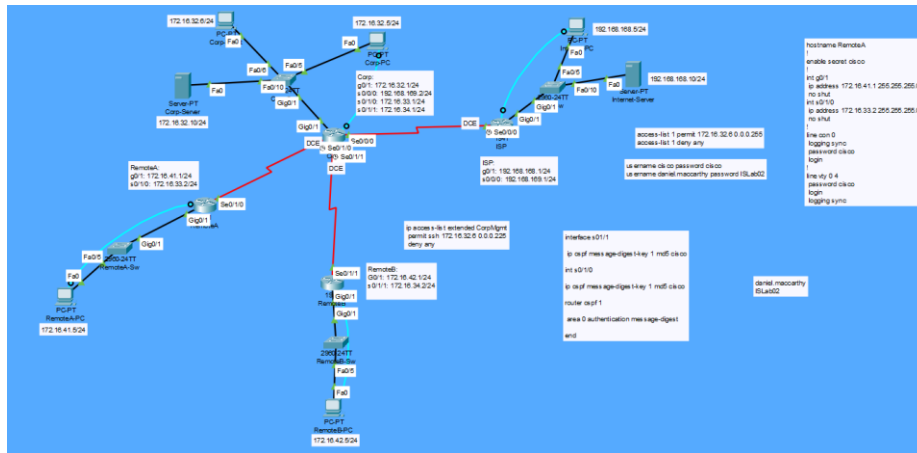 172.16.32.6/24
PC-PT
Fa0
172.16.32.5/24
PC-PT
Corp-PC
Fa0
Fa0/6
Fa0/5
Fa0
Fa0/10
Gig0/1
Server-PT
Corp-Server
172.16.32.10/24
Corp:
g0/1: 172.16.32.1/24
s0/0/0: 192.168.169.2/24
s0/1/0: 172.16.33.1/24
s0/1/1: 172.16.34.1/24
192.168.168.5/24
PC-PT
Fa0
Fa0/5
Fa0
Fa0/10
2960-24TT
Gig0/1
Server-PT
Internet-Server
192.168.168.10/24
Gig0/1
DCE
Se0/0/0
ISP
ISP:
g0/1: 192.168.168.1/24
s0/0/0: 192.168.169.1/24
Gig0/1
Se0/0/0
DCE
Se0/1/0
Se0/1/1
DCE
RemoteA:
g0/1: 172.16.41.1/24
s0/1/0: 172.16.33.2/24
Se0/1/0
RemoteA
Gig0/1
Gig0/1
Fa0/5
2960-24TT
RemoteA-Sw
Fa0
PC-PT
RemoteA-PC
172.16.41.5/24
access-list 1 permit 172.16.32.6 0.0.0.255
access-list 1 deny any
username cisco password cisco
username daniel.maccarthy password ISLab02
ip access-list extended CorpMgmt
permit ssh 172.16.32.6 0.0.0.225
deny any
Se0/1/1
RemoteB:
G0/1: 172.16.42.1/24
s0/1/1: 172.16.34.2/24
Gig0/1
Gig0/1
2960-24TT
RemoteB-Sw
Fa0/5
Fa0
PC-PT
RemoteB-PC
172.16.42.5/24
interface s01/1
ip ospf message-digest-key 1 md5 cisco
int s0/1/0
ip ospf message-digest-key 1 md5 cisco
router ospf 1
area 0 authentication message-digest
end
daniel.maccarthy
ISLab02
hostname RemoteA
!
enable secret cisco
!
int g0/1
ip address 172.16.41.1 255.255.255.
no shut
int s0/1/0
ip address 172.16.33.2 255.255.255.
no shut
!
line con 0
logging sync
password cisco
login
!
line vty 0 4
password cisco
login
logging sync